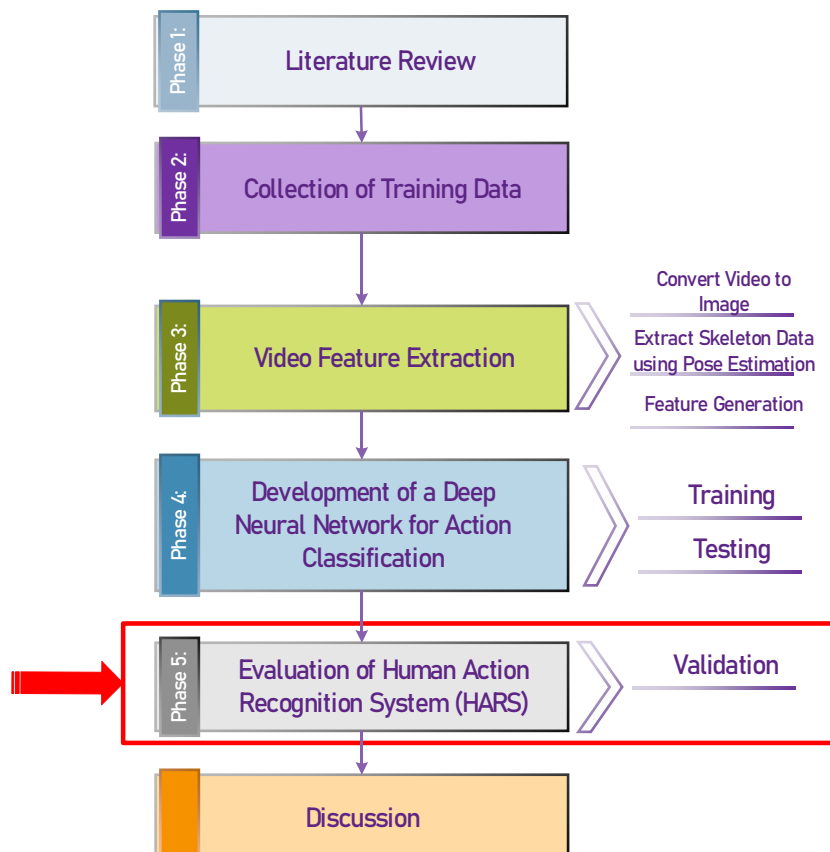 Phase 1:
Literature Review
Phase 2:
Collection of Training Data
Phase 3:
Video Feature Extraction
Convert Video to
Image
Extract Skeleton Data
using Pose Estimation
Feature Generation
Phase 4:
Development of a Deep
Neural Network for Action
Classification
Training
Testing
Phase 5:
Evaluation of Human Action
Recognition System (HARS)
Validation
Discussion